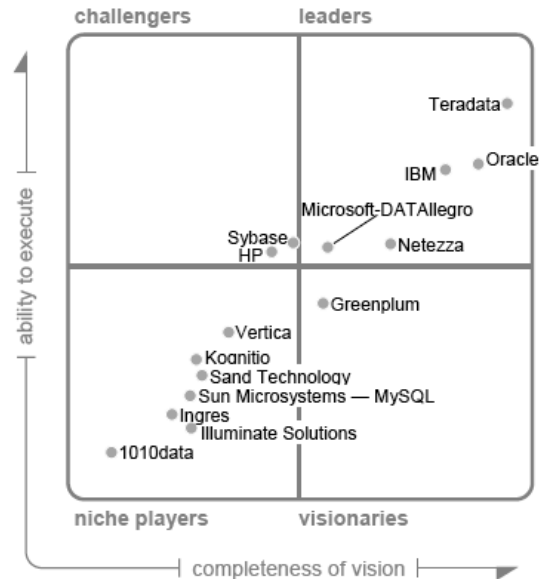 challengers
leaders
Teradata
Oracle
IBM
Microsoft-DATAllegro
Sybase
HP
Netezza
Greenplum
Vertica
Kognitio
Sand Technology
Sun Microsystems — MySQL
Ingres
Illuminate Solutions
1010data
niche players
visionaries
ability to execute
completeness of vision